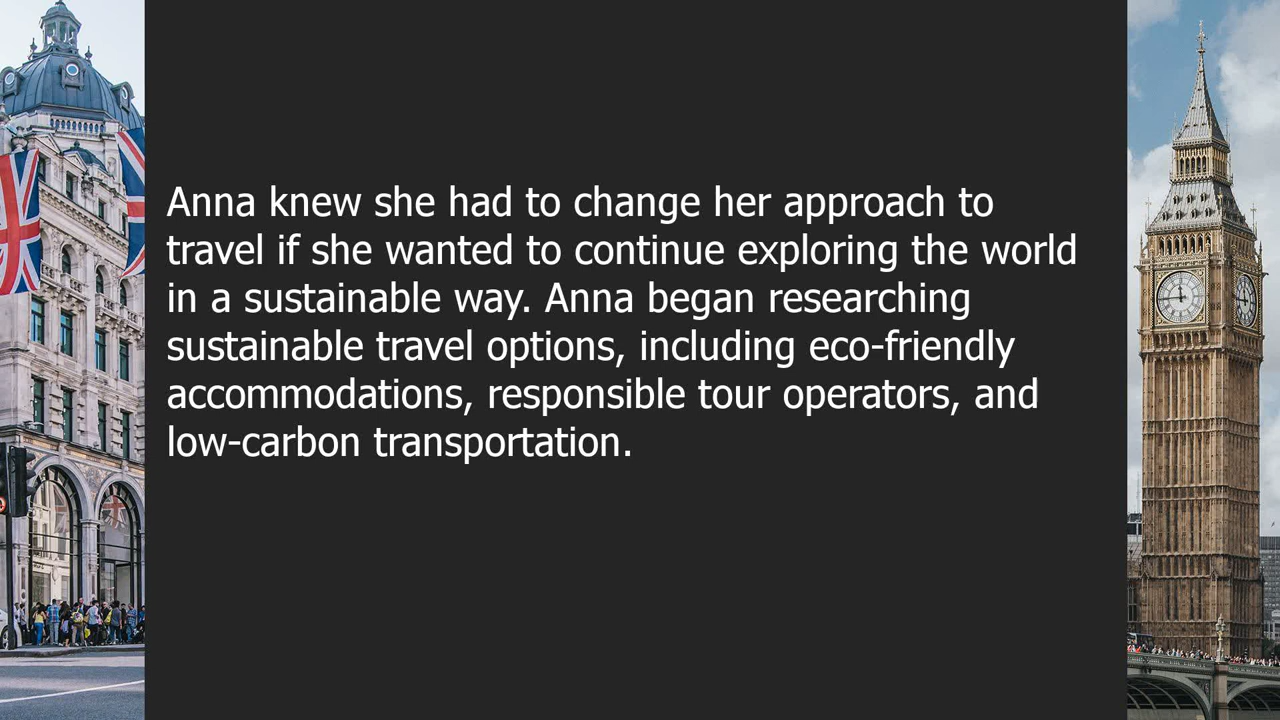 Anna knew she had to change her approach to
travel if she wanted to continue exploring the world
in a sustainable way. Anna began researching
sustainable travel options, including eco-friendly
accommodations, responsible tour operators, and
low-carbon transportation.